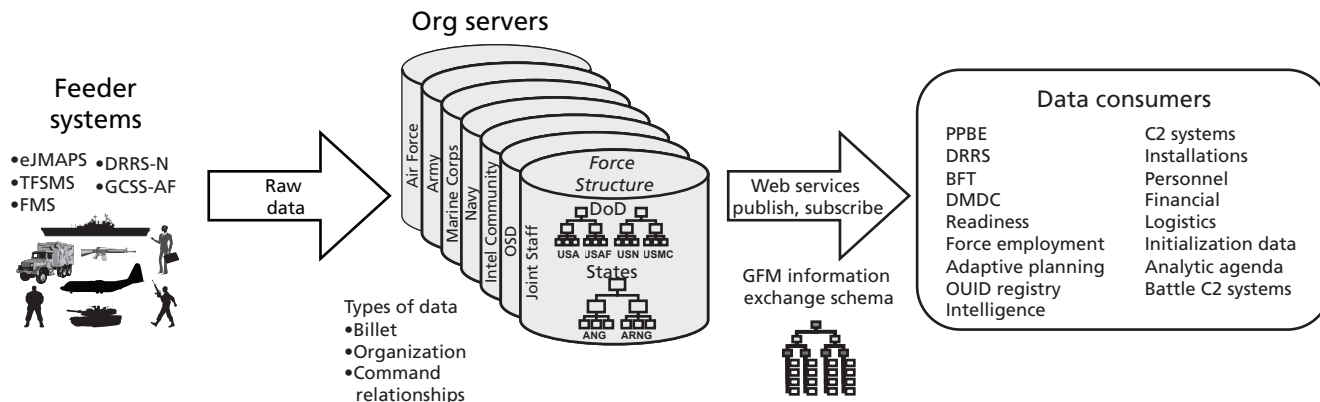 Org servers
Feeder
systems
•eJMAPS •DRRS-N
•TFSMS •GCSS-AF
•FMS
Raw
data
Air Force
Army
Marine Corps
Navy
Intel Community
OSD
Joint Staff
Force
Structure
DoD
USA USAF USN USMC
States
ANG ARNG
Types of data
•Billet
•Organization
•Command
relationships
Web services
publish, subscribe
GFM information
exchange schema
Data consumers
PPBE
DRRS
BFT
DMDC
Readiness
Force employment
Adaptive planning
OUID registry
Intelligence
C2 systems
Installations
Personnel
Financial
Logistics
Initialization data
Analytic agenda
Battle C2 systems